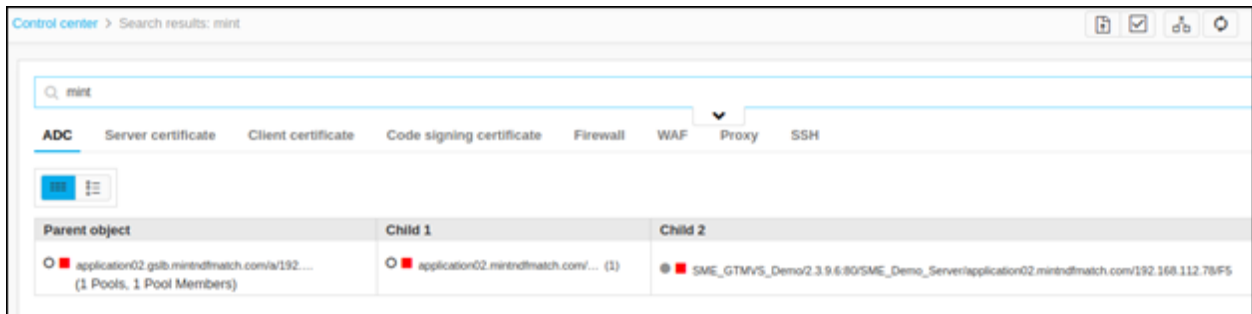 Control center > Search results: mint
mint
ADC Server certificate Client certificate Code signing certificate Firewall WAF Proxy SSH
Parent object Child 1 Child 2
application02.gslb.mintndfmatch.com/a/192.... application02.mintndfmatch.com/... (1) SME_GTMVS_Demo/2.3.9.6:80/SME_Demo_Server/application02.mintndfmatch.com/192.168.112.78/F5
(1 Pools, 1 Pool Members)